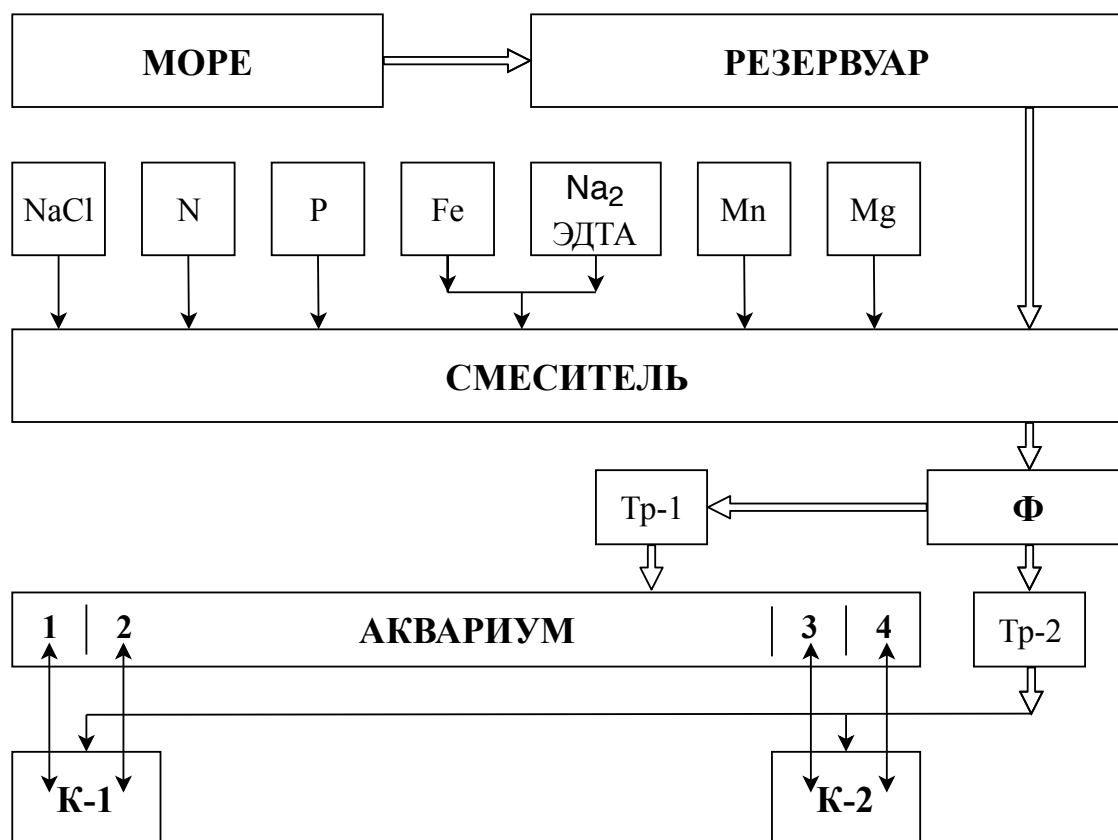 МОРЕ
РЕЗЕРВУАР
NaCl
N
P
Fe
Na2
ЭДТА
Mn
Mg
СМЕСИТЕЛЬ
Тр-1
Ф
1
2
АКВАРИУМ
3
4
Тр-2
К-1
К-2